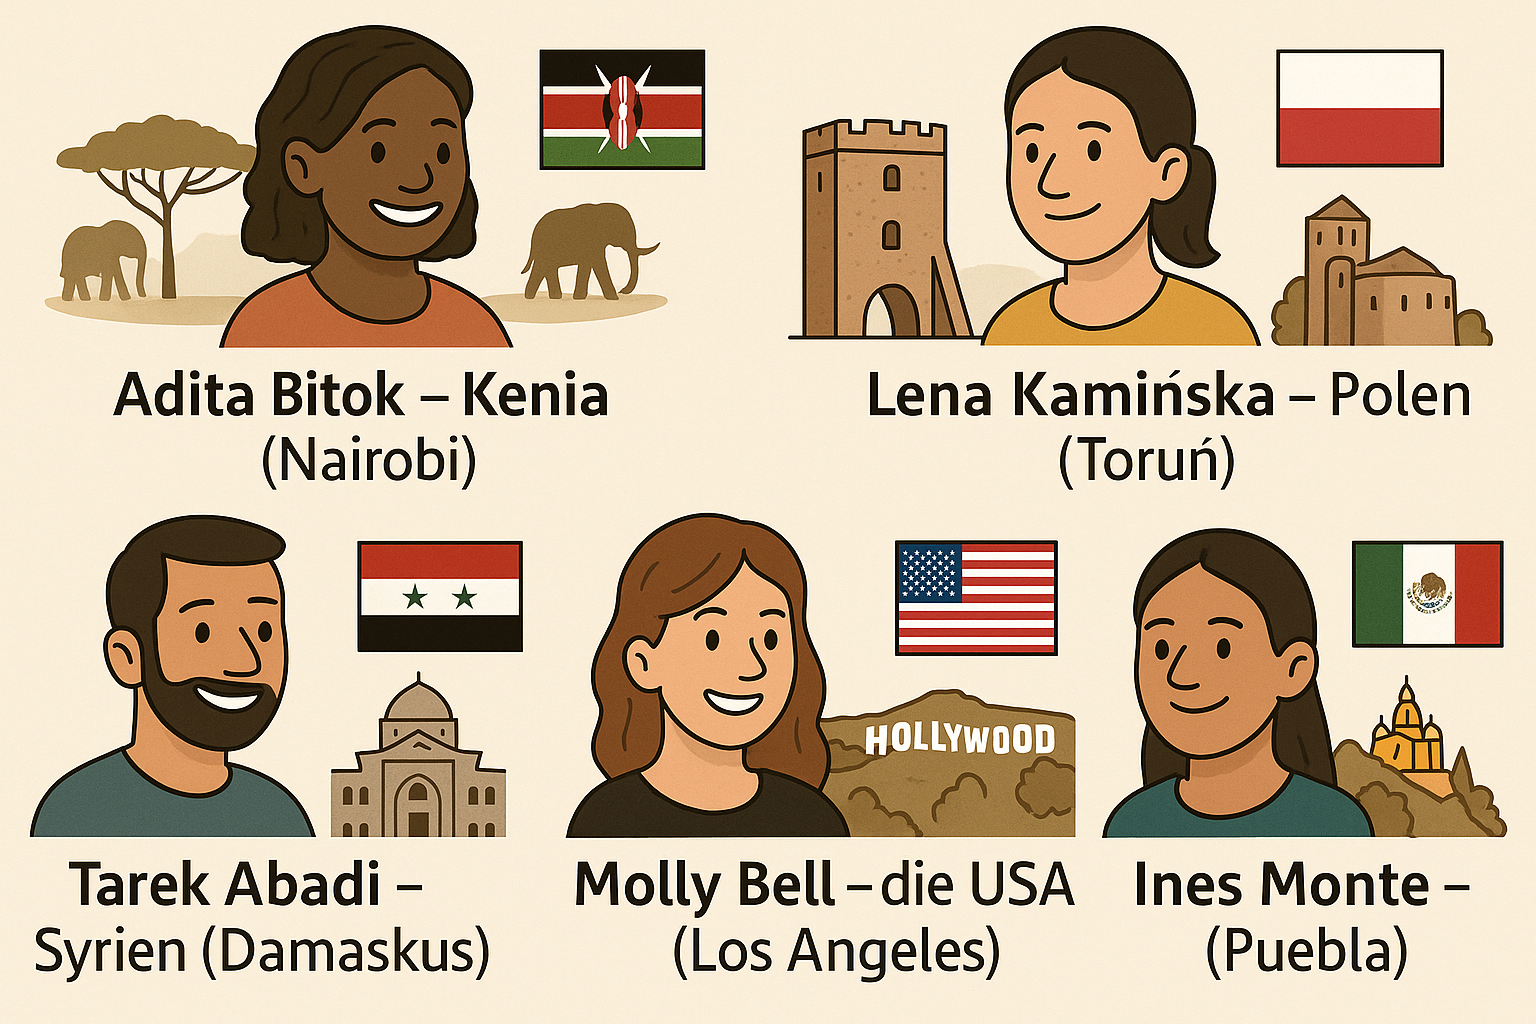 Adita Bitok – Kenia
(Nairobi)
Lena Kamińska – Polen
(Toruń)
HOLLYWOOD
Tarek Abadi –
Syrien (Damaskus)
Molly Bell – die USA
(Los Angeles)
Ines Monte –
(Puebla)